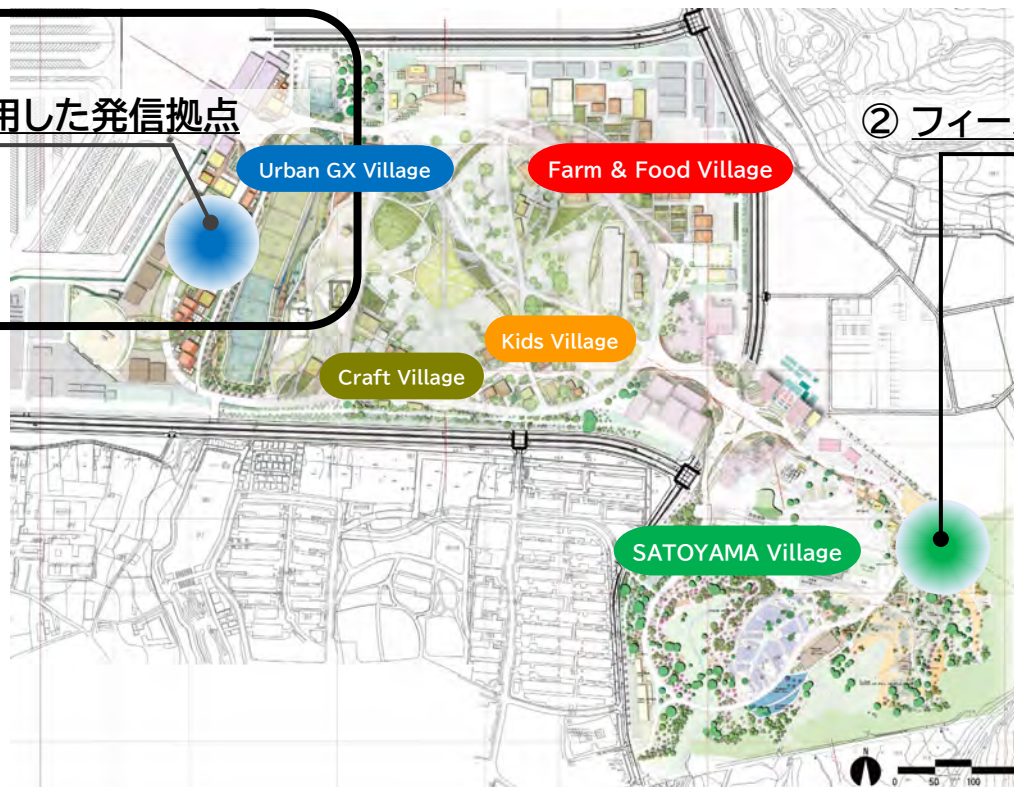 用した発信拠点
② フィー
Urban GX Village
Farm & Food Village
Kids Village
Craft Village
SATOYAMA Village
N
0 50 100